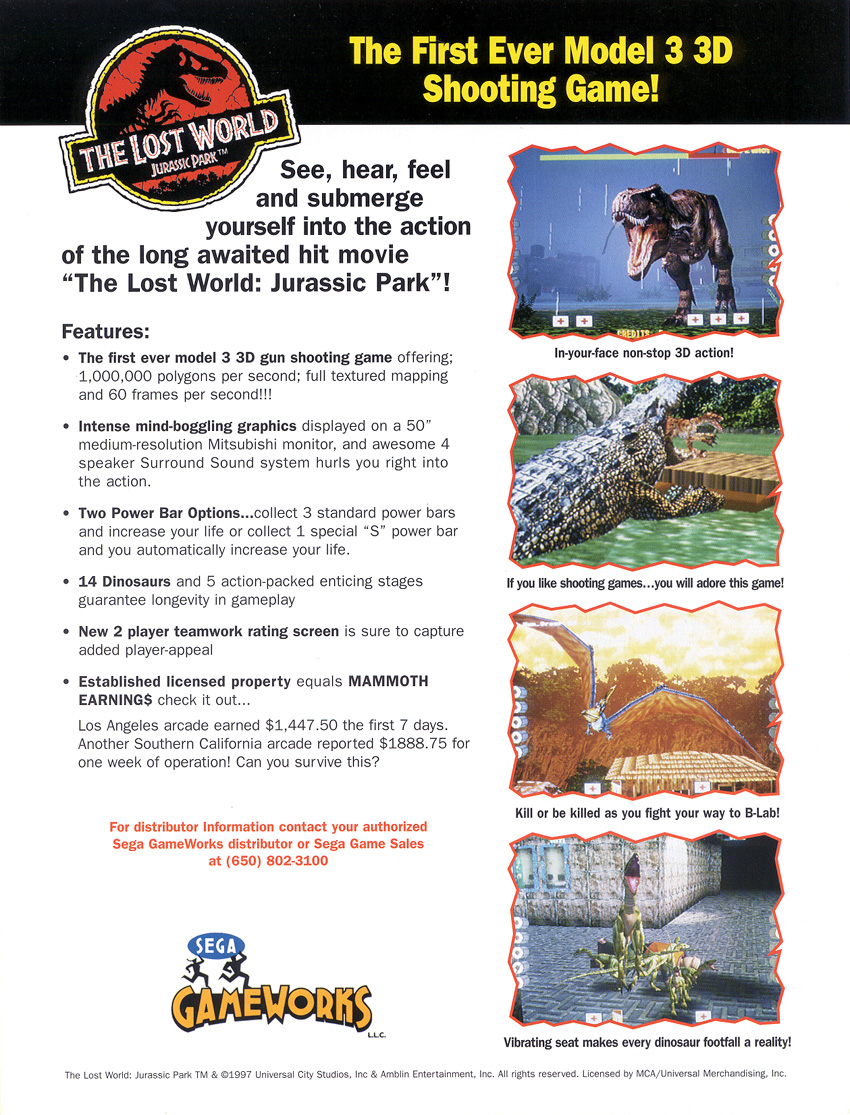 The First Ever Model 3 3D
Shooting Game!
THE LOST WORLD
JURASSIC PARK™
See, hear, feel
and submerge
yourself into the action
of the long awaited hit movie
“The Lost World: Jurassic Park”!
Features:
• The first ever model 3 3D gun shooting game offering;
1,000,000 polygons per second; full textured mapping
and 60 frames per second!!!
• Intense mind-boggling graphics displayed on a 50”
medium-resolution Mitsubishi monitor, and awesome 4
speaker Surround Sound system hurls you right into
the action.
• Two Power Bar Options...collect 3 standard power bars
and increase your life or collect 1 special “S” power bar
and you automatically increase your life.
• 14 Dinosaurs and 5 action-packed enticing stages
guarantee longevity in gameplay
• New 2 player teamwork rating screen is sure to capture
added player-appeal
• Established licensed property equals MAMMOTH
EARNING$ check it out...
Los Angeles arcade earned $1,447.50 the first 7 days.
Another Southern California arcade reported $1888.75 for
one week of operation! Can you survive this?
For distributor Information contact your authorized
Sega GameWorks distributor or Sega Game Sales
at (650) 802-3100
SEGA
GAMEWORKS
L.L.C.
CREDITS:
In-your-face non-stop 3D action!
If you like shooting games...you will adore this game!
Kill or be killed as you fight your way to B-Lab!
Vibrating seat makes every dinosaur footfall a reality!
The Lost World: Jurassic Park TM & ©1997 Universal City Studios, Inc & Amblin Entertainment, Inc. All rights reserved. Licensed by MCA/Universal Merchandising, Inc.